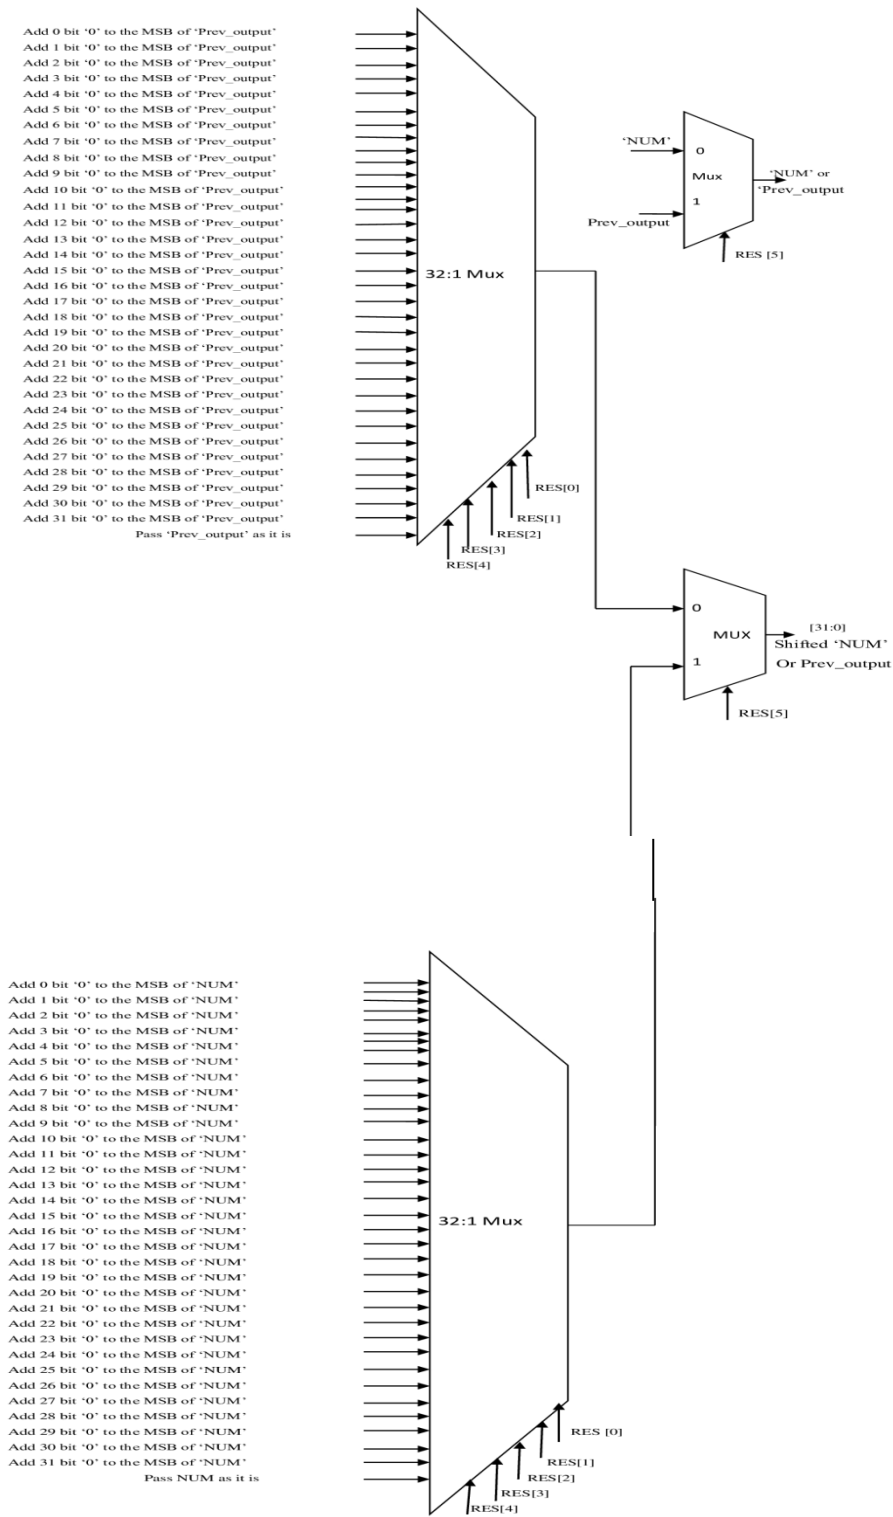 Add 0 bit ‘0’ to the MSB of ‘Prev_output’
Add 1 bit ‘0’ to the MSB of ‘Prev_output’
Add 2 bit ‘0’ to the MSB of ‘Prev_output’
Add 3 bit ‘0’ to the MSB of ‘Prev_output’
Add 4 bit ‘0’ to the MSB of ‘Prev_output’
Add 5 bit ‘0’ to the MSB of ‘Prev_output’
Add 6 bit ‘0’ to the MSB of ‘Prev_output’
Add 7 bit ‘0’ to the MSB of ‘Prev_output’
Add 8 bit ‘0’ to the MSB of ‘Prev_output’
Add 9 bit ‘0’ to the MSB of ‘Prev_output’
Add 10 bit ‘0’ to the MSB of ‘Prev_output’
Add 11 bit ‘0’ to the MSB of ‘Prev_output’
Add 12 bit ‘0’ to the MSB of ‘Prev_output’
Add 13 bit ‘0’ to the MSB of ‘Prev_output’
Add 14 bit ‘0’ to the MSB of ‘Prev_output’
Add 15 bit ‘0’ to the MSB of ‘Prev_output’
Add 16 bit ‘0’ to the MSB of ‘Prev_output’
Add 17 bit ‘0’ to the MSB of ‘Prev_output’
Add 18 bit ‘0’ to the MSB of ‘Prev_output’
Add 19 bit ‘0’ to the MSB of ‘Prev_output’
Add 20 bit ‘0’ to the MSB of ‘Prev_output’
Add 21 bit ‘0’ to the MSB of ‘Prev_output’
Add 22 bit ‘0’ to the MSB of ‘Prev_output’
Add 23 bit ‘0’ to the MSB of ‘Prev_output’
Add 24 bit ‘0’ to the MSB of ‘Prev_output’
Add 25 bit ‘0’ to the MSB of ‘Prev_output’
Add 26 bit ‘0’ to the MSB of ‘Prev_output’
Add 27 bit ‘0’ to the MSB of ‘Prev_output’
Add 28 bit ‘0’ to the MSB of ‘Prev_output’
Add 29 bit ‘0’ to the MSB of ‘Prev_output’
Add 30 bit ‘0’ to the MSB of ‘Prev_output’
Add 31 bit ‘0’ to the MSB of ‘Prev_output’
Pass ‘Prev_output’ as it is
32:1 Mux
RES[0]
RES[1]
RES[2]
RES[3]
RES[4]
‘NUM’
0
Mux
1
Prev_output
‘NUM’ or
‘Prev_output
RES [5]
0
MUX
1
[31:0]
Shifted ‘NUM’
Or Prev_output
RES[5]
Add 0 bit ‘0’ to the MSB of ‘NUM’
Add 1 bit ‘0’ to the MSB of ‘NUM’
Add 2 bit ‘0’ to the MSB of ‘NUM’
Add 3 bit ‘0’ to the MSB of ‘NUM’
Add 4 bit ‘0’ to the MSB of ‘NUM’
Add 5 bit ‘0’ to the MSB of ‘NUM’
Add 6 bit ‘0’ to the MSB of ‘NUM’
Add 7 bit ‘0’ to the MSB of ‘NUM’
Add 8 bit ‘0’ to the MSB of ‘NUM’
Add 9 bit ‘0’ to the MSB of ‘NUM’
Add 10 bit ‘0’ to the MSB of ‘NUM’
Add 11 bit ‘0’ to the MSB of ‘NUM’
Add 12 bit ‘0’ to the MSB of ‘NUM’
Add 13 bit ‘0’ to the MSB of ‘NUM’
Add 14 bit ‘0’ to the MSB of ‘NUM’
Add 15 bit ‘0’ to the MSB of ‘NUM’
Add 16 bit ‘0’ to the MSB of ‘NUM’
Add 17 bit ‘0’ to the MSB of ‘NUM’
Add 18 bit ‘0’ to the MSB of ‘NUM’
Add 19 bit ‘0’ to the MSB of ‘NUM’
Add 20 bit ‘0’ to the MSB of ‘NUM’
Add 21 bit ‘0’ to the MSB of ‘NUM’
Add 22 bit ‘0’ to the MSB of ‘NUM’
Add 23 bit ‘0’ to the MSB of ‘NUM’
Add 24 bit ‘0’ to the MSB of ‘NUM’
Add 25 bit ‘0’ to the MSB of ‘NUM’
Add 26 bit ‘0’ to the MSB of ‘NUM’
Add 27 bit ‘0’ to the MSB of ‘NUM’
Add 28 bit ‘0’ to the MSB of ‘NUM’
Add 29 bit ‘0’ to the MSB of ‘NUM’
Add 30 bit ‘0’ to the MSB of ‘NUM’
Add 31 bit ‘0’ to the MSB of ‘NUM’
Pass NUM as it is
32:1 Mux
RES [0]
RES[1]
RES[2]
RES[3]
RES[4]